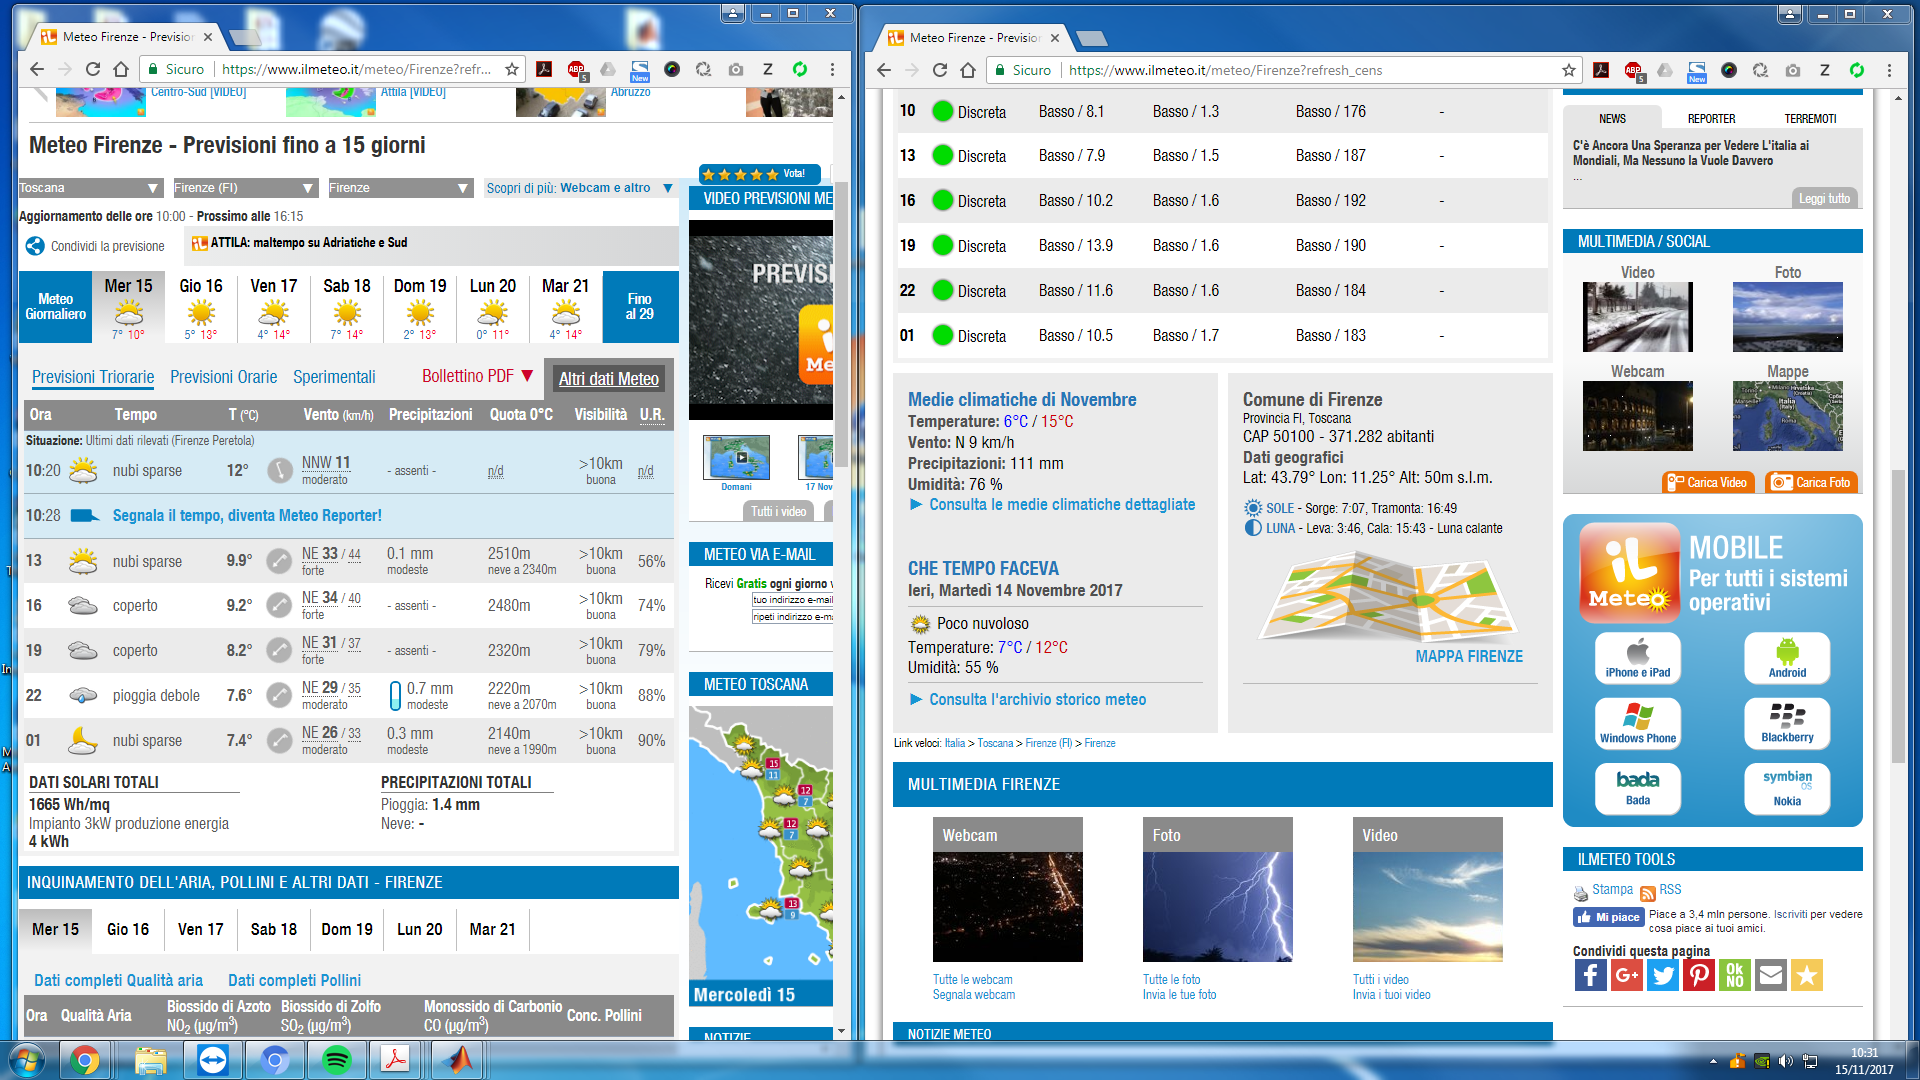 Meteo Firenze - Prevision
Sicuro
https://www.ilmeteo.it/meteo/Firenze?refr...
ABP
5
New
Z
Centro-Sud [VIDEO]
Attila [VIDEO]
Abruzzo
Meteo Firenze - Previsioni fino a 15 giorni
Vota!
Toscana ▼
Firenze (FI) ▼
Firenze ▼
Scopri di più: Webcam e altro ▼
Aggiornamento delle ore 10:00 - Prossimo alle 16:15
Condividi la previsione
ATTILA: maltempo su Adriatiche e Sud
Meteo Giornaliero
Mer 15 Gio 16 Ven 17 Sab 18 Dom 19 Lun 20 Mar 21
Fino al 29
7° 10° 5° 13° 4° 14° 7° 14° 2° 13° 0° 11° 4° 14°
Previsioni Triorarie Previsioni Orarie Sperimentali Bollettino PDF ▼ Altri dati Meteo
Ora Tempo T (°C) Vento (km/h) Precipitazioni Quota 0°C Visibilità U.R.
Situazione: Ultimi dati rilevati (Firenze Peretola)
10:20 nubi sparse 12° NNW 11 moderato - assenti - n/d >10km buona n/d
10:28 Segnala il tempo, diventa Meteo Reporter!
13 nubi sparse 9.9° NE 33 / 44 forte 0.1 mm modeste 2510m neve a 2340m >10km buona 56%
16 coperto 9.2° NE 34 / 40 forte - assenti - 2480m >10km buona 74%
19 coperto 8.2° NE 31 / 37 forte - assenti - 2320m >10km buona 79%
22 pioggia debole 7.6° NE 29 / 35 moderato 0.7 mm modeste 2220m neve a 2070m >10km buona 88%
01 nubi sparse 7.4° NE 26 / 33 moderato 0.3 mm modeste 2140m neve a 1990m >10km buona 90%
DATI SOLARI TOTALI
1665 Wh/mq
Impianto 3kW produzione energia
4 kWh
PRECIPITAZIONI TOTALI
Pioggia: 1.4 mm
Neve: -
INQUINAMENTO DELL'ARIA, POLLINI E ALTRI DATI - FIRENZE
Mer 15 Gio 16 Ven 17 Sab 18 Dom 19 Lun 20 Mar 21
Dati completi Qualità aria Dati completi Pollini
Ora Qualità Aria Biossido di Azoto NO2 (µg/m3) Biossido di Zolfo SO2 (µg/m3) Monossido di Carbonio CO (µg/m3) Conc. Pollini
VIDEO PREVISIONI ME
PREVISI
Me
Domani
17 Nov
Tutti i video
METEO VIA E-MAIL
Ricevi Gratis ogni giorno
tuo indirizzo e-mail
ripeti indirizzo e-ma
METEO TOSCANA
15
11
12
7
12
7
13
9
Mercoledì 15
NOTIZIE
Meteo Firenze - Prevision
Sicuro
https://www.ilmeteo.it/meteo/Firenze?refresh_cens
ABP
5
New
Z
10 Discreta Basso / 8.1 Basso / 1.3 Basso / 176 -
13 Discreta Basso / 7.9 Basso / 1.5 Basso / 187 -
16 Discreta Basso / 10.2 Basso / 1.6 Basso / 192 -
19 Discreta Basso / 13.9 Basso / 1.6 Basso / 190 -
22 Discreta Basso / 11.6 Basso / 1.6 Basso / 184 -
01 Discreta Basso / 10.5 Basso / 1.7 Basso / 183 -
Medie climatiche di Novembre
Temperature: 6°C / 15°C
Vento: N 9 km/h
Precipitazioni: 111 mm
Umidità: 76 %
► Consulta le medie climatiche dettagliate
CHE TEMPO FACEVA
Ieri, Martedì 14 Novembre 2017
Poco nuvoloso
Temperature: 7°C / 12°C
Umidità: 55 %
► Consulta l'archivio storico meteo
Comune di Firenze
Provincia FI, Toscana
CAP 50100 - 371.282 abitanti
Dati geografici
Lat: 43.79° Lon: 11.25° Alt: 50m s.l.m.
SOLE - Sorge: 7:07, Tramonta: 16:49
LUNA - Leva: 3:46, Cala: 15:43 - Luna calante
MAPPA FIRENZE
Link veloci: Italia > Toscana > Firenze (FI) > Firenze
MULTIMEDIA FIRENZE
Webcam
Foto
Video
Tutte le webcam
Segnala webcam
Tutte le foto
Invia le tue foto
Tutti i video
Invia i tuoi video
NOTIZIE METEO
NEWS REPORTER TERREMOTI
C'è Ancora Una Speranza per Vedere L'italia ai
Mondiali, Ma Nessuno la Vuole Davvero
...
Leggi tutto
MULTIMEDIA / SOCIAL
Video
Foto
Webcam
Mappe
Italia
Carica Video
Carica Foto
iL Meteo
MOBILE
Per tutti i sistemi
operativi
iPhone e iPad
Android
Windows Phone
Blackberry
bada
Bada
symbian OS
Nokia
ILMETEO TOOLS
Stampa
RSS
Mi piace
Piace a 3,4 mln persone. Iscriviti per vedere
cosa piace ai tuoi amici.
Condividi questa pagina
G+
OK NO
10:31
15/11/2017